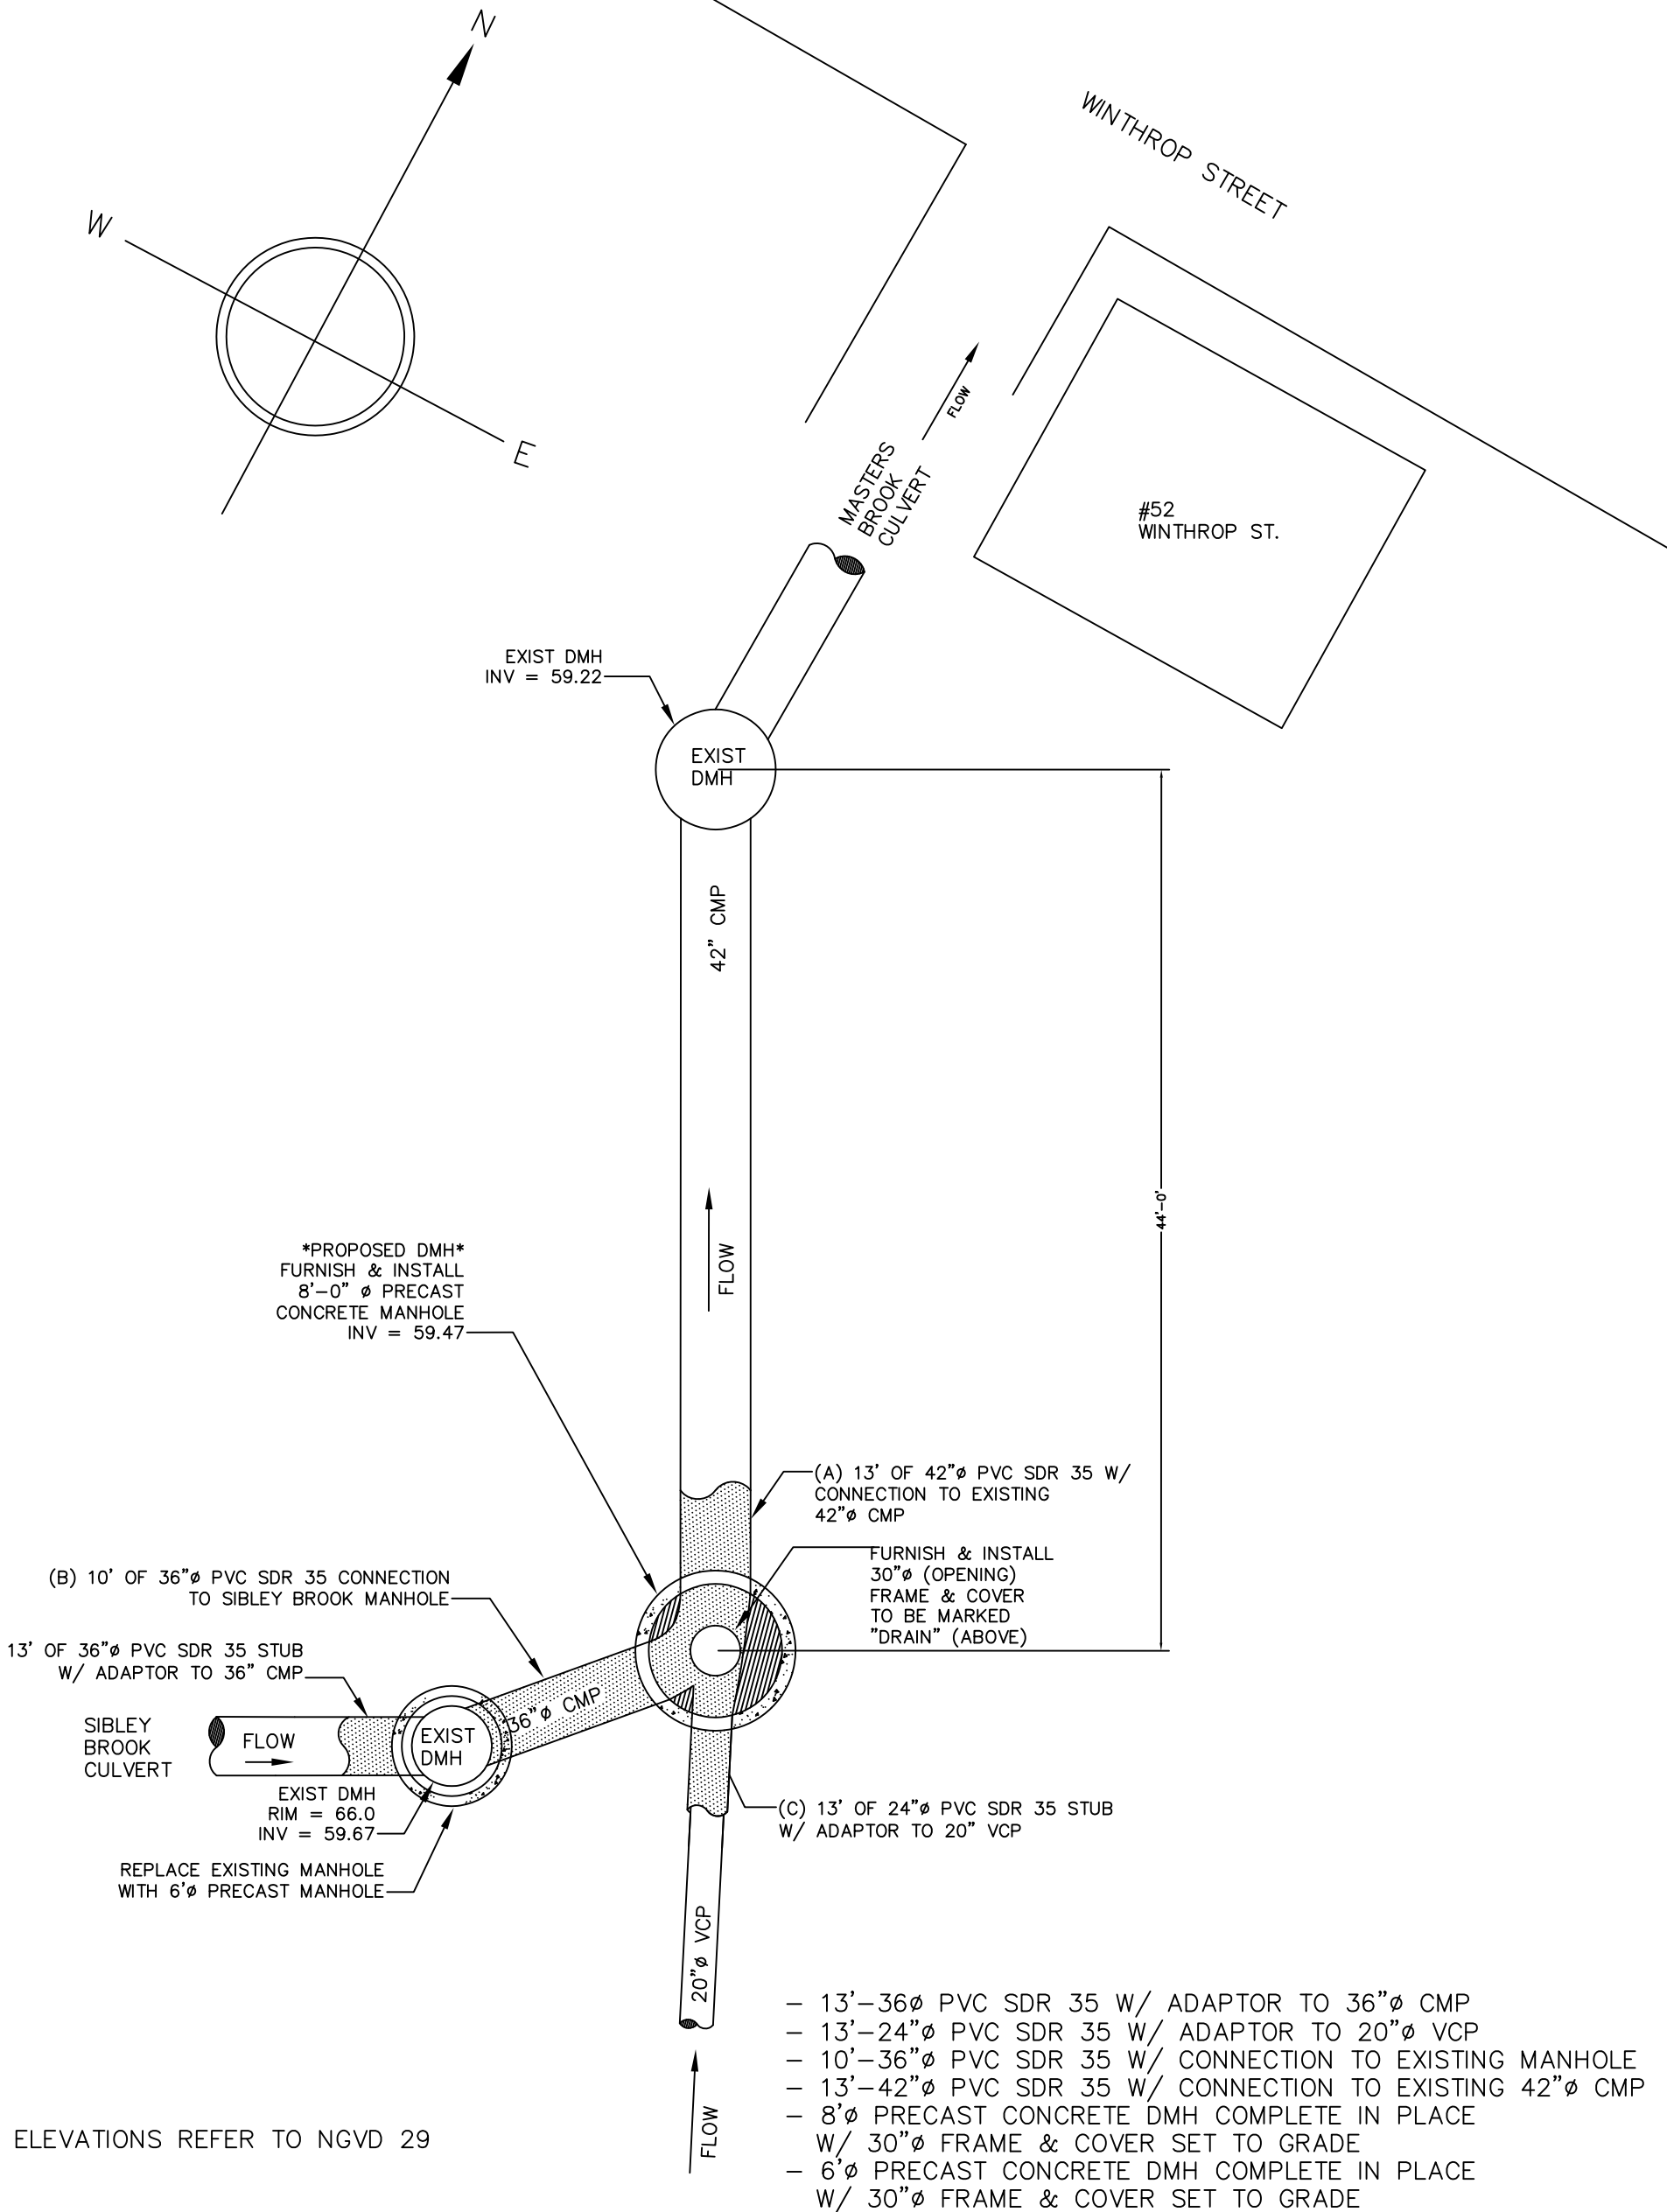 N
W
E
WINTHROP STREET
FLOW
MASTERS
BROOK
CULVERT
#52
WINTHROP ST.
EXIST DMH
INV = 59.22
EXIST
DMH
42" CMP
44'-0'
FLOW
*PROPOSED DMH*
FURNISH & INSTALL
8'-0" ø PRECAST
CONCRETE MANHOLE
INV = 59.47
(A) 13' OF 42"ø PVC SDR 35 W/
CONNECTION TO EXISTING
42"ø CMP
FURNISH & INSTALL
30"ø (OPENING)
FRAME & COVER
TO BE MARKED
"DRAIN" (ABOVE)
(B) 10' OF 36"ø PVC SDR 35 CONNECTION
TO SIBLEY BROOK MANHOLE
13' OF 36"ø PVC SDR 35 STUB
W/ ADAPTOR TO 36" CMP
36"ø CMP
SIBLEY
BROOK
CULVERT
FLOW
EXIST
DMH
EXIST DMH
RIM = 66.0
INV = 59.67
REPLACE EXISTING MANHOLE
WITH 6'ø PRECAST MANHOLE
(C) 13' OF 24"ø PVC SDR 35 STUB
W/ ADAPTOR TO 20" VCP
20"ø VCP
FLOW
- 13'-36ø PVC SDR 35 W/ ADAPTOR TO 36"ø CMP
- 13'-24"ø PVC SDR 35 W/ ADAPTOR TO 20"ø VCP
- 10'-36"ø PVC SDR 35 W/ CONNECTION TO EXISTING MANHOLE
- 13'-42"ø PVC SDR 35 W/ CONNECTION TO EXISTING 42"ø CMP
- 8'ø PRECAST CONCRETE DMH COMPLETE IN PLACE
W/ 30"ø FRAME & COVER SET TO GRADE
- 6'ø PRECAST CONCRETE DMH COMPLETE IN PLACE
W/ 30"ø FRAME & COVER SET TO GRADE
ELEVATIONS REFER TO NGVD 29